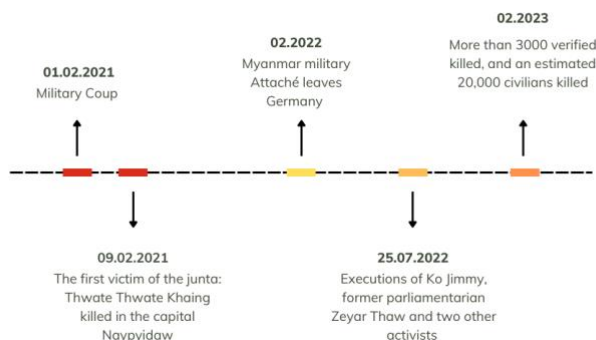 01.02.2021
Military Coup
02.2022
Myanmar military
Attaché leaves
Germany
02.2023
More than 3000 verified
killed, and an estimated
20,000 civilians killed
09.02.2021
The first victim of the junta:
Thwate Thwate Khaing
killed in the capital
Naypyidaw
25.07.2022
Executions of Ko Jimmy,
former parliamentarian
Zeyar Thaw and two other
activists